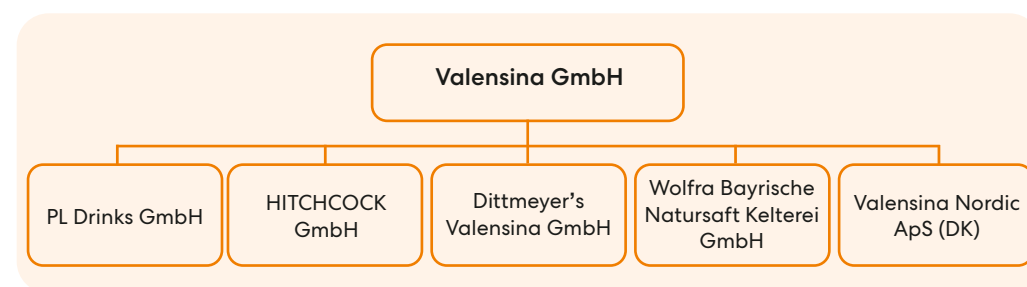 Valensina GmbH
PL Drinks GmbH
HITCHCOCK
GmbH
Dittmeyer’s
Valensina GmbH
Wolfra Bayrische
Natursaft Kelterei
GmbH
Valensina Nordic
ApS (DK)